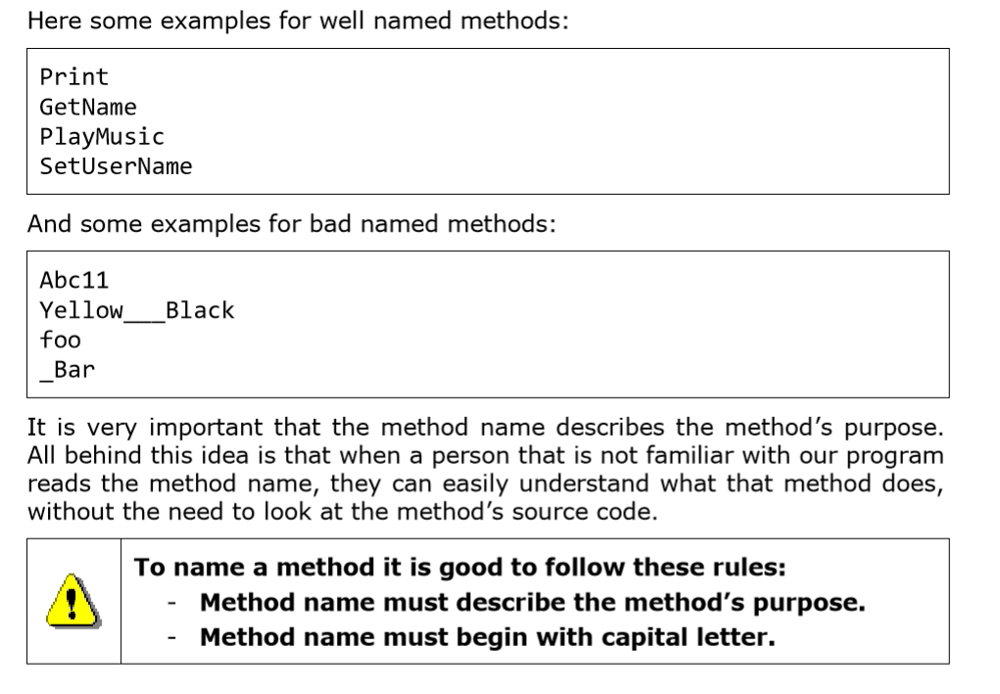 Here some examples for well named methods:
Print
GetName
PlayMusic
SetUserName
And some examples for bad named methods:
Abc11
Yellow___Black
foo
_Bar
It is very important that the method name describes the method’s purpose.
All behind this idea is that when a person that is not familiar with our program
reads the method name, they can easily understand what that method does,
without the need to look at the method’s source code.
To name a method it is good to follow these rules:
- Method name must describe the method’s purpose.
- Method name must begin with capital letter.